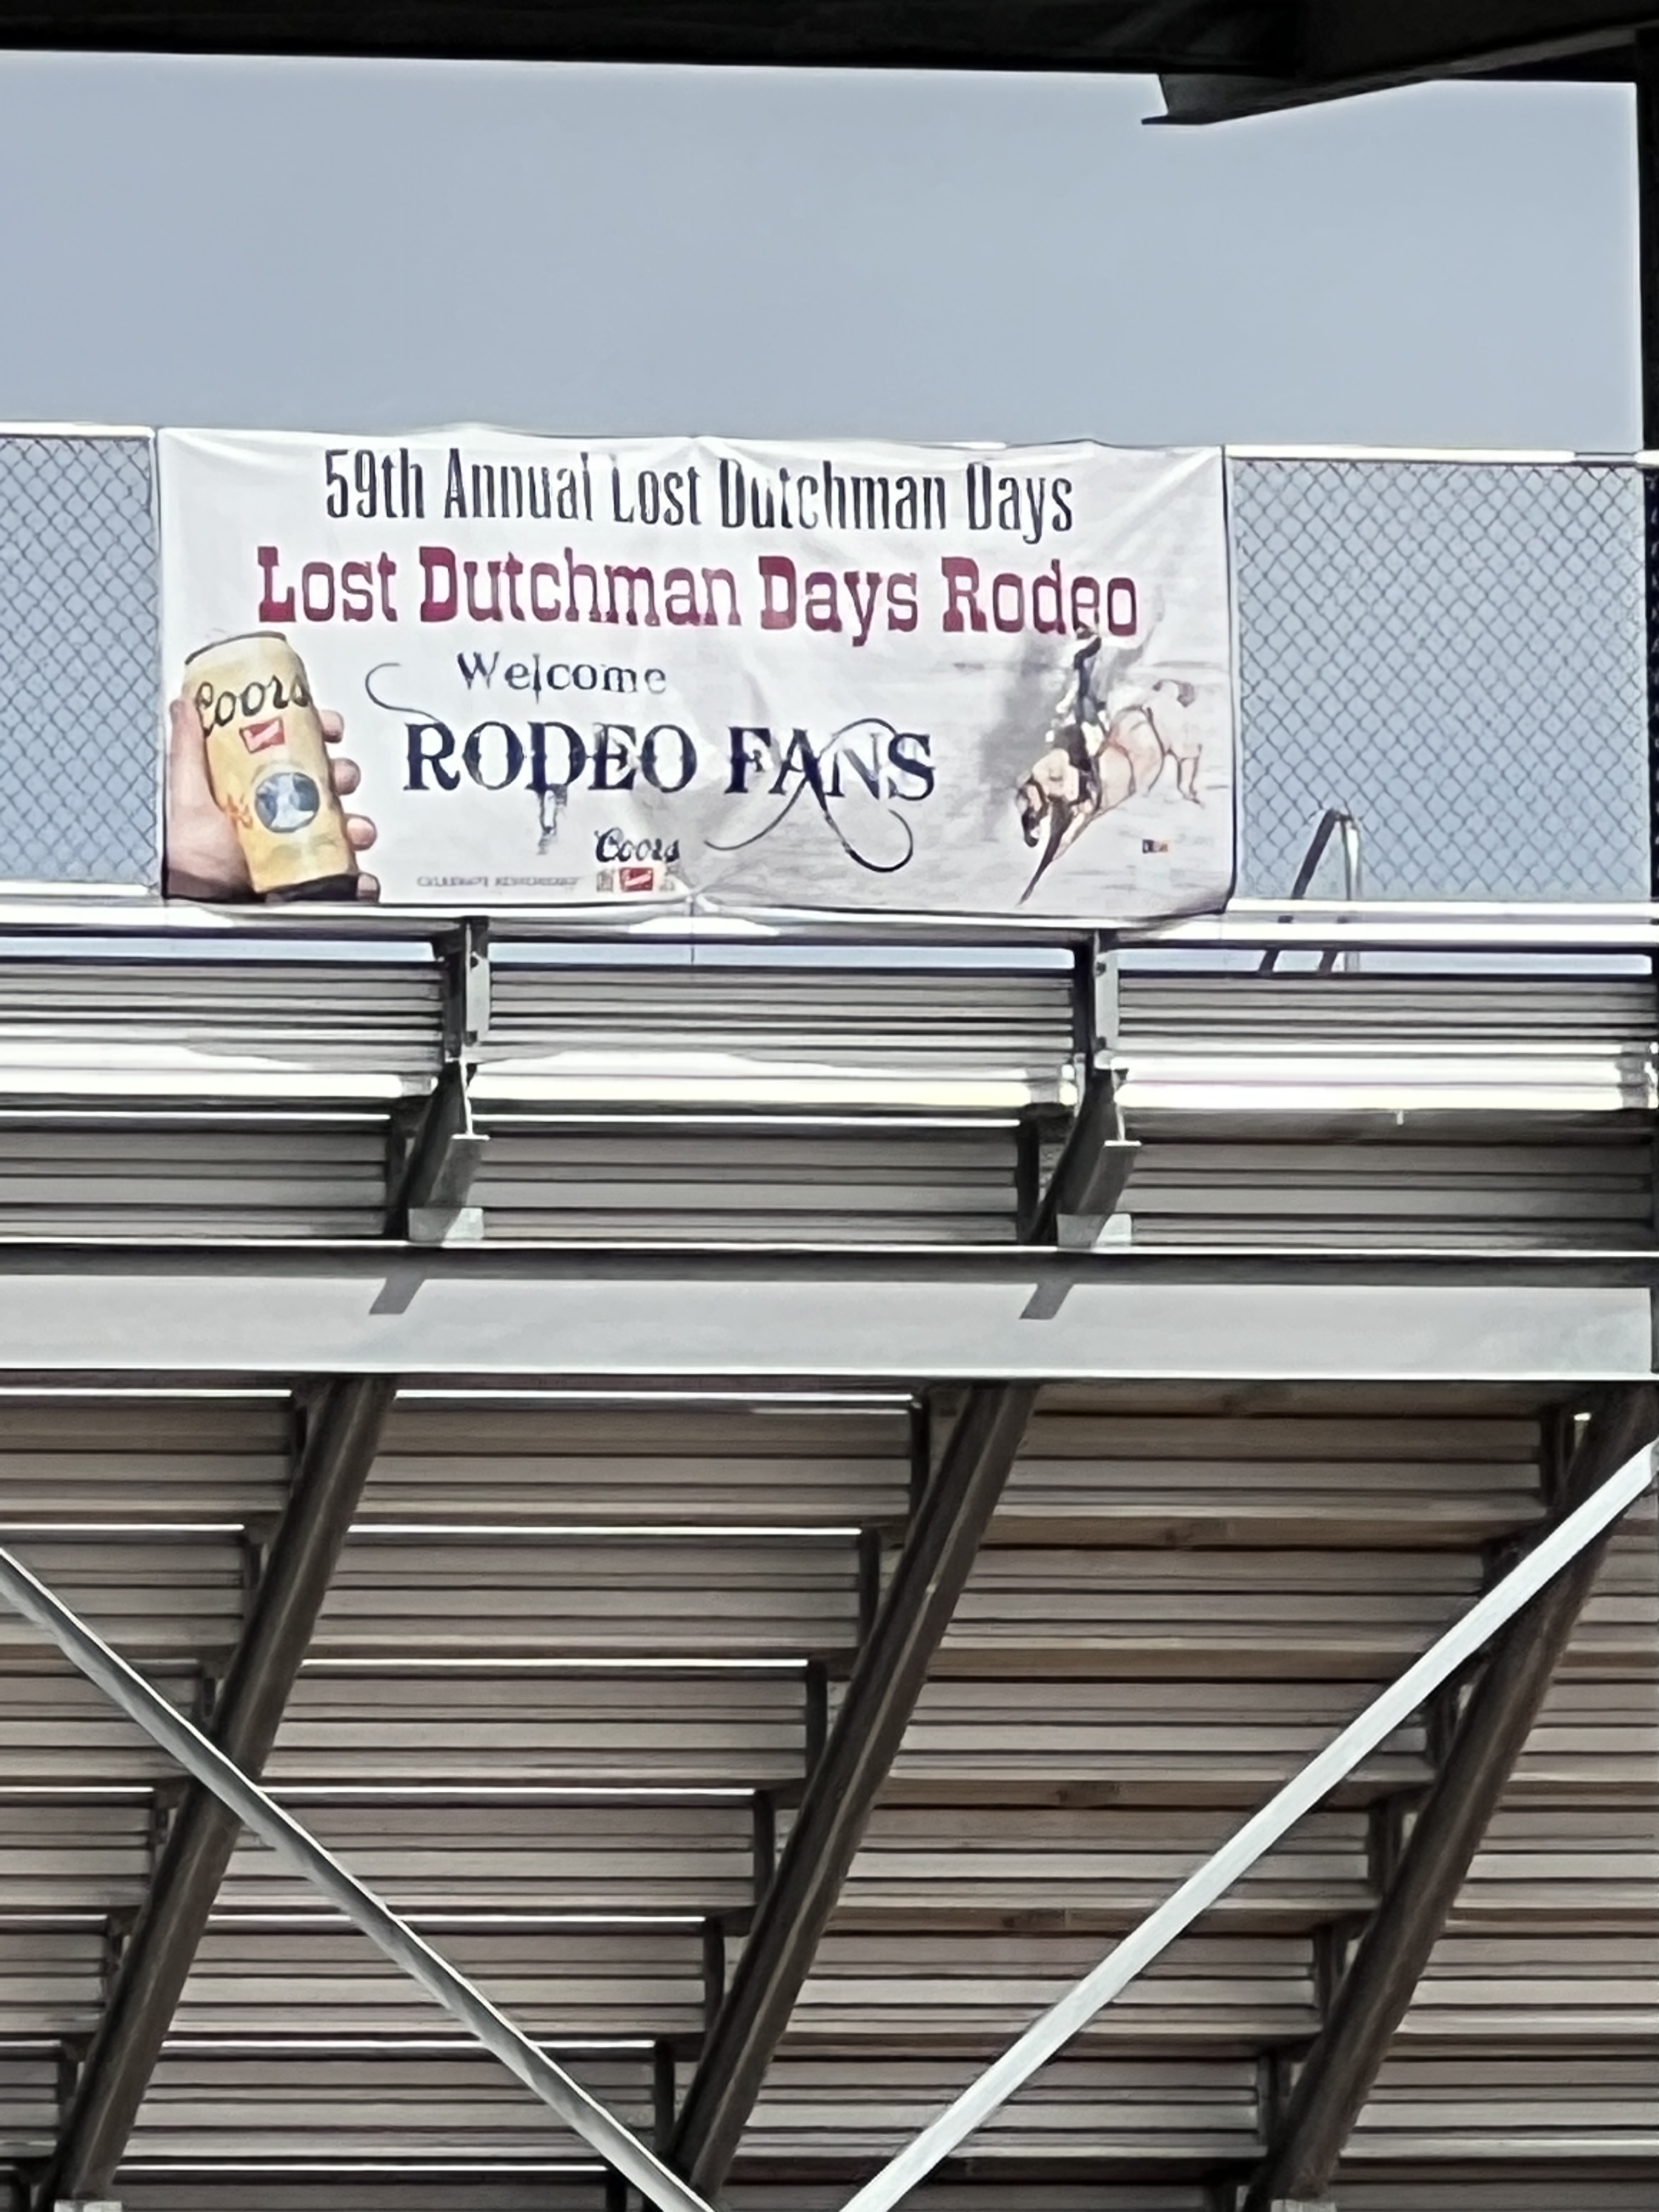 59th Annual Lost Dutchman Days
Lost Dutchman Days Rodeo
Coors
Welcome
RODEO FANS
Coors